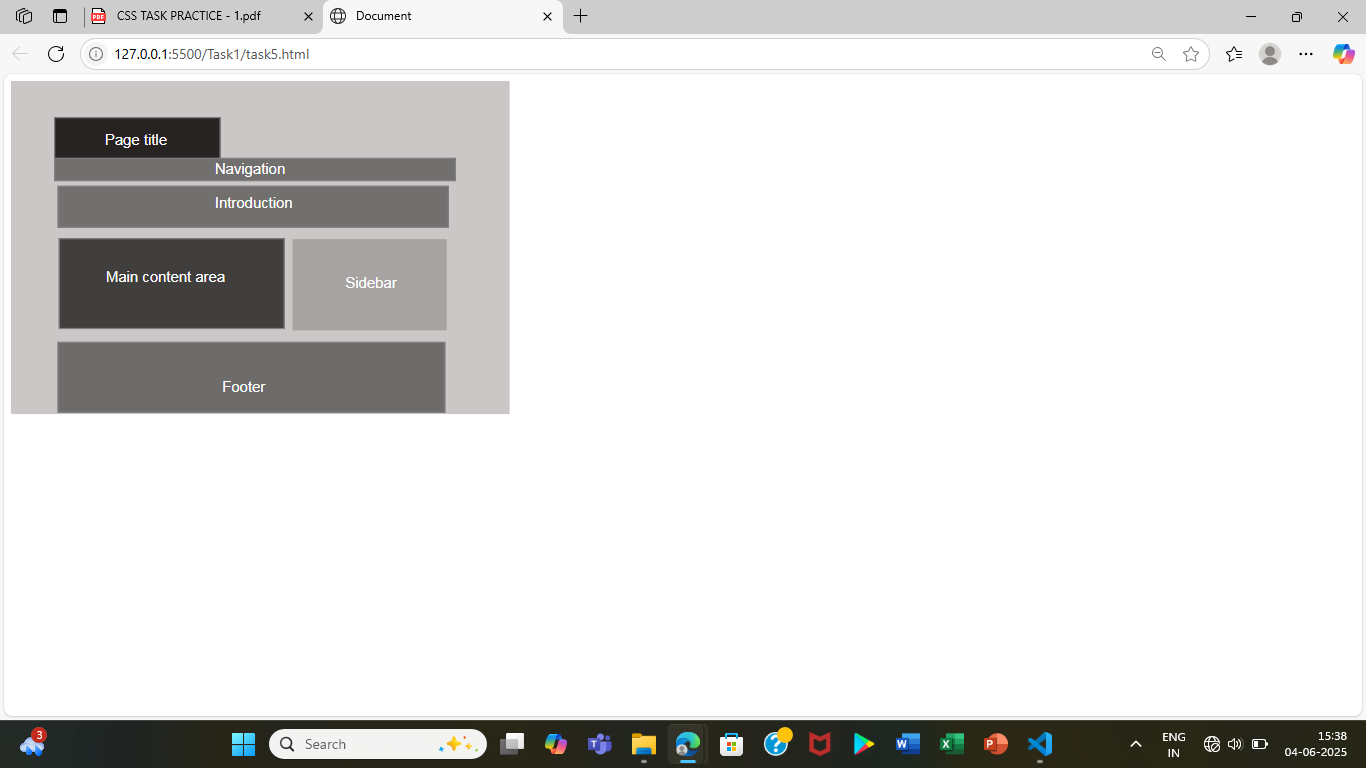 CSS TASK PRACTICE - 1.pdf
Document
127.0.0.1:5500/Task1/task5.html
Page title
Navigation
Introduction
Main content area
Sidebar
Footer
3
Search
ENG
IN
15:38
04-06-2025